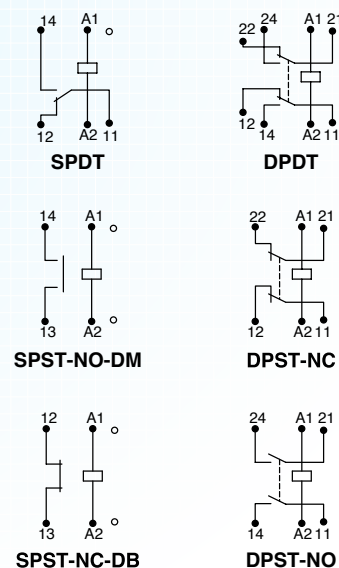 14 A1
12 A2 11
SPDT
24 A1 21
22
12 14 A2 11
DPDT
14 A1
13 A2
SPST-NO-DM
22 A1 21
12 A2 11
DPST-NC
12 A1
13 A2
SPST-NC-DB
24 A1 21
14 A2 11
DPST-NO